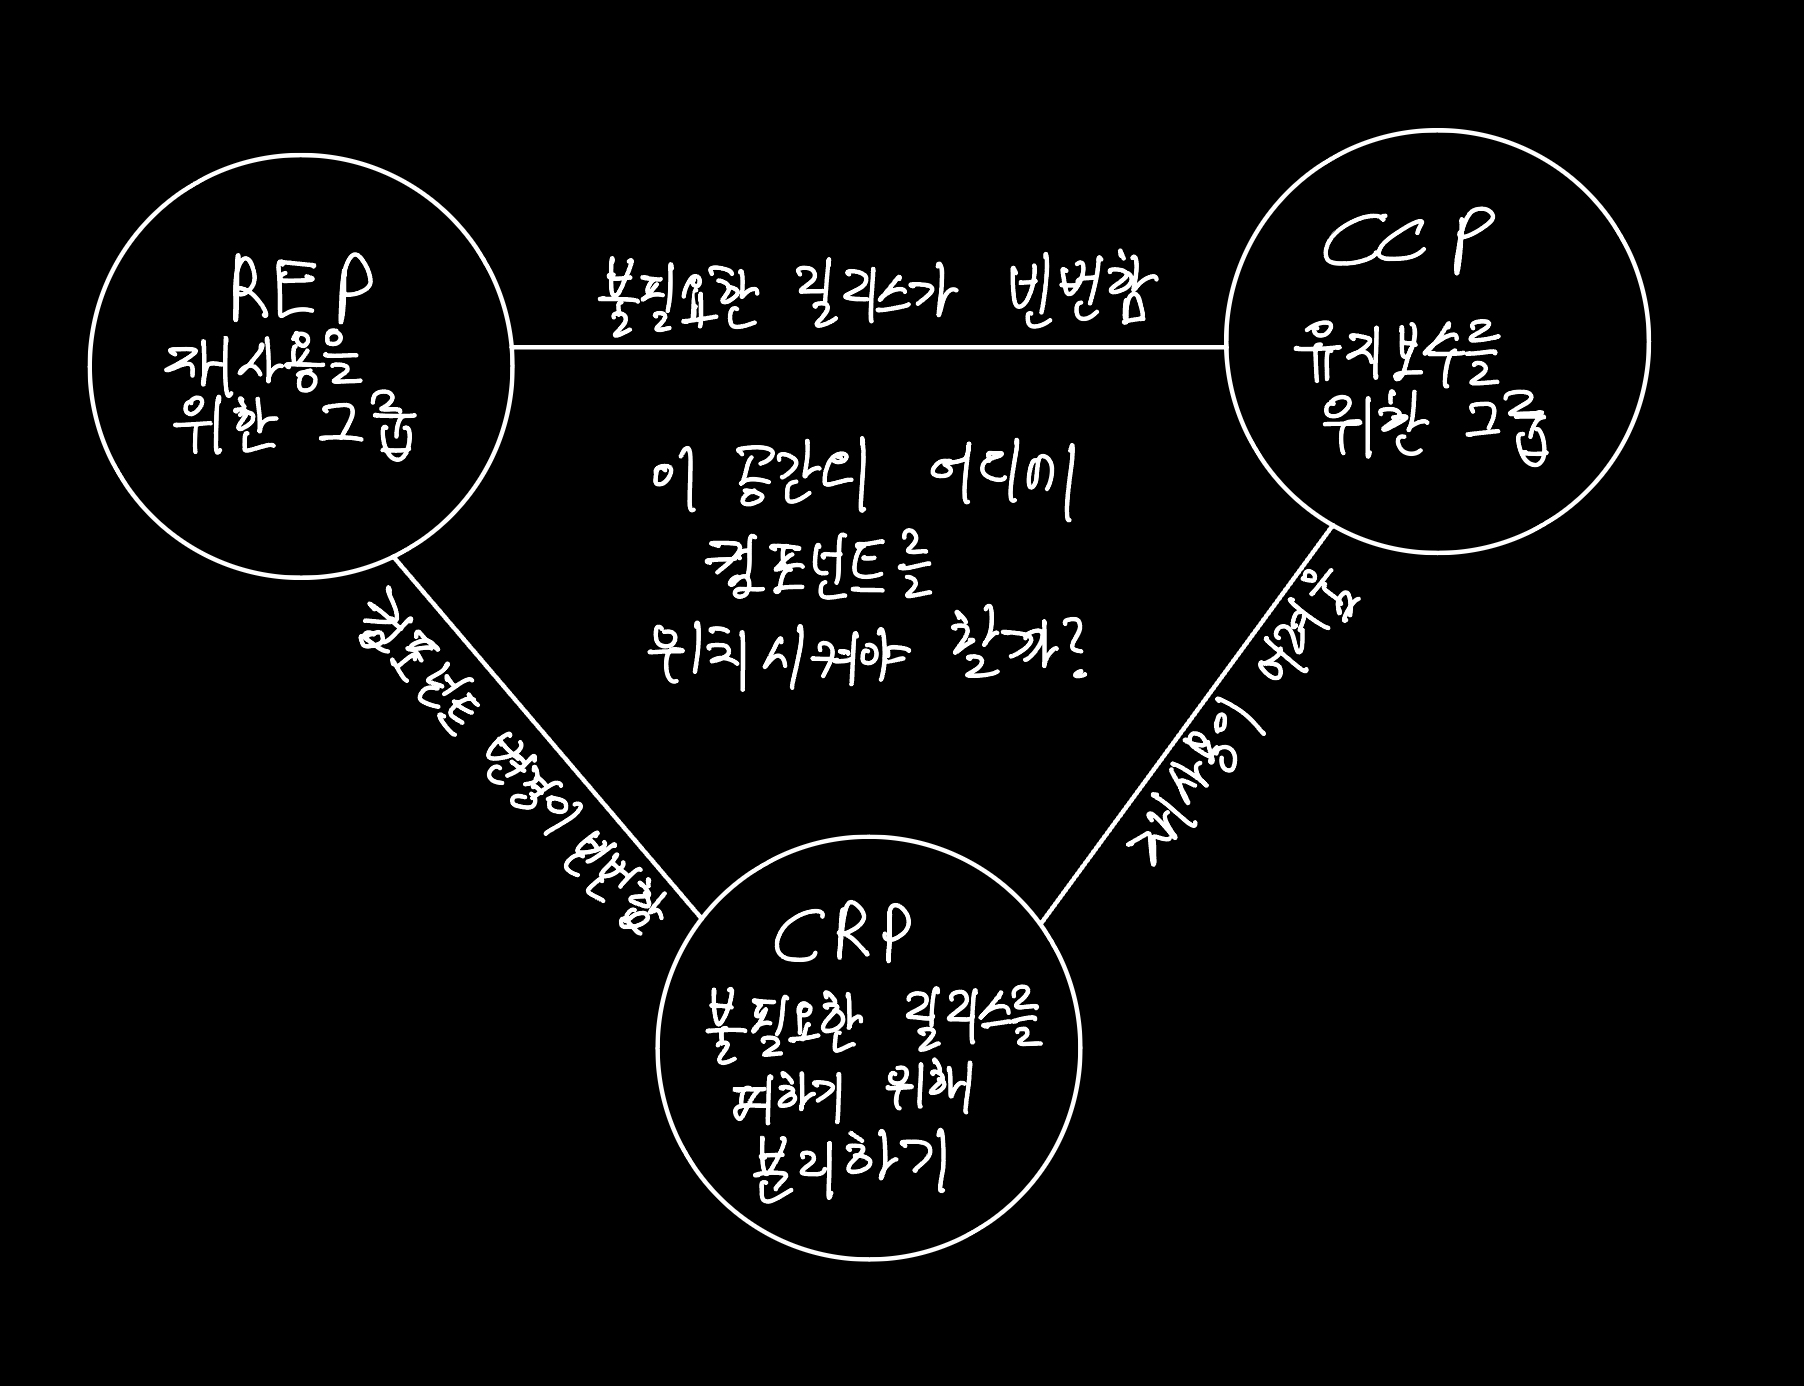 REP
재사용을
위한 그룹
불필요한 릴리스가 빈번함
CCP
유지보수를
위한 그룹
이 공간의 어디에
컴포넌트를
위치시켜야 할까?
컴포넌트 변경이 빈번함
재사용이 어려움
CRP
불필요한 릴리스를
피하기 위해
분리하기